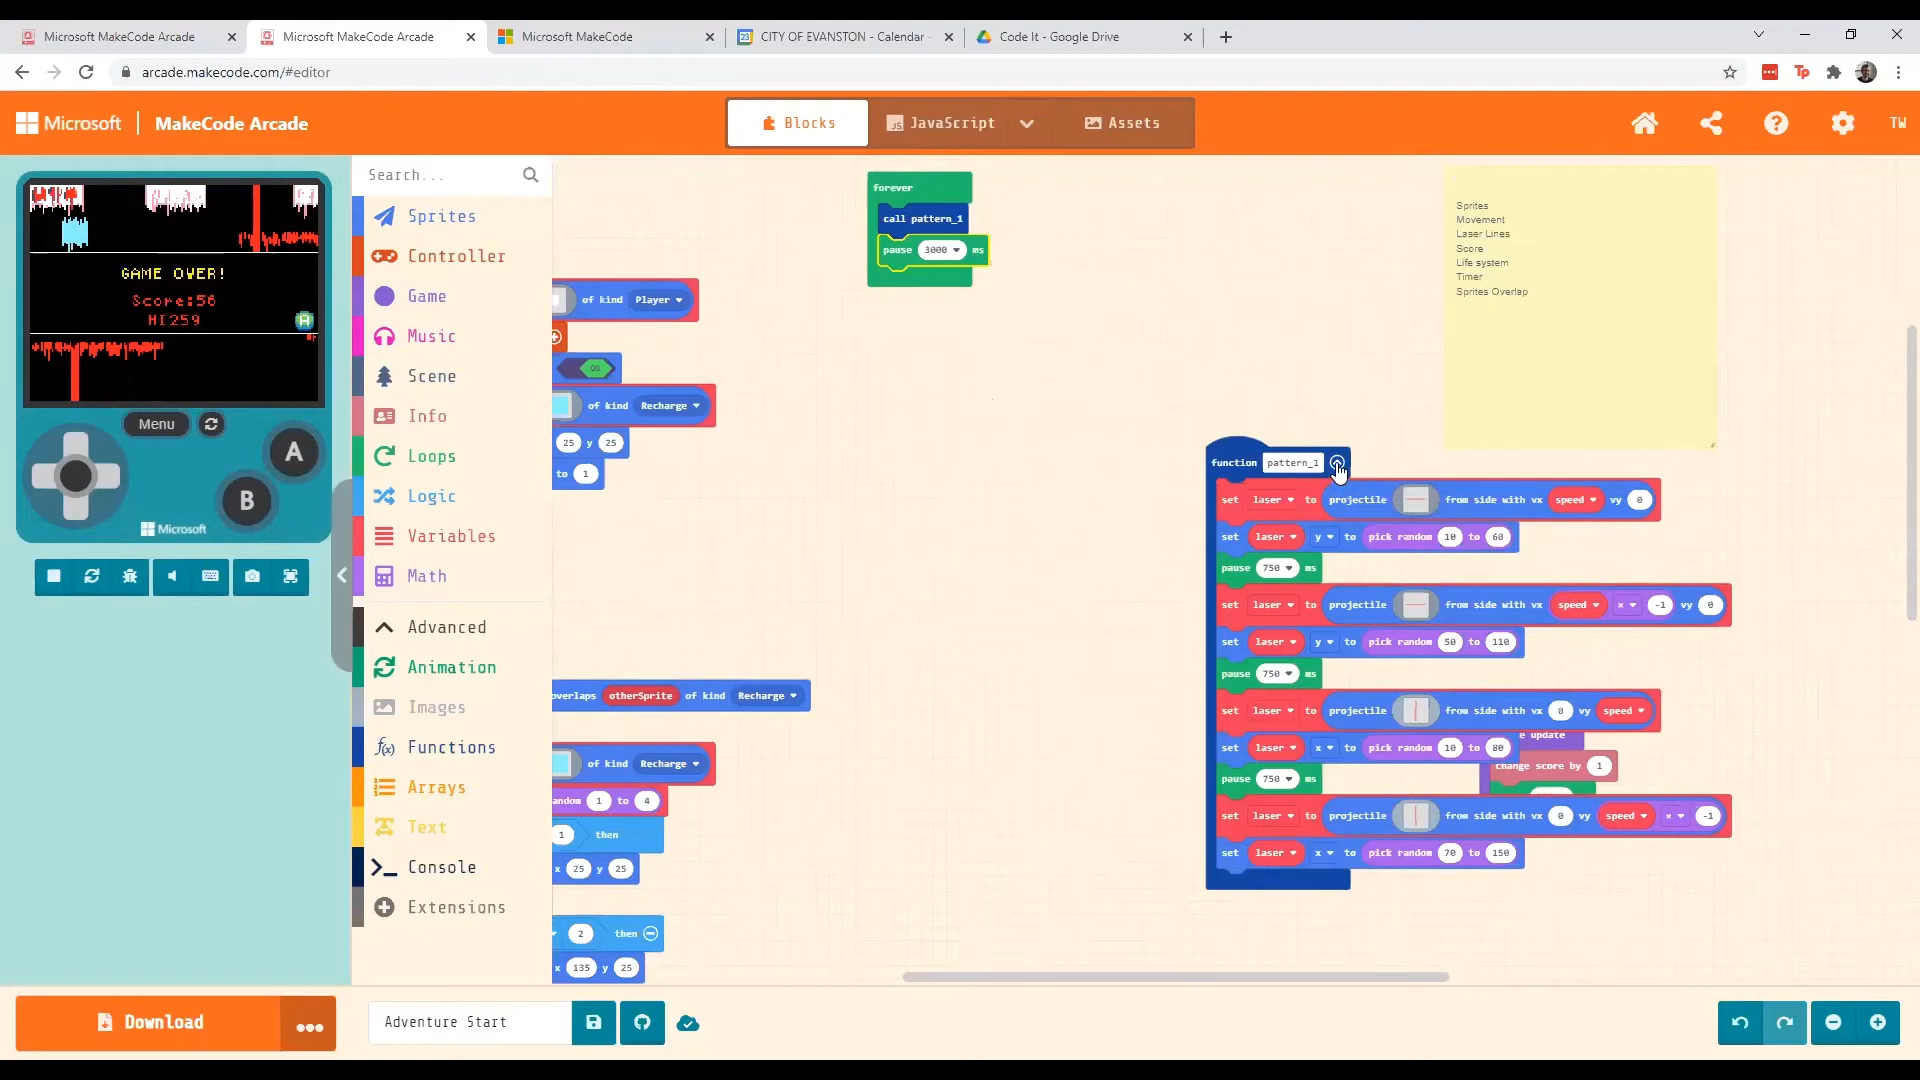 Microsoft MakeCode Arcade
Microsoft MakeCode Arcade
Microsoft MakeCode
CITY OF EVANSTON - Calendar -
Code It - Google Drive
arcade.makecode.com/#editor
Microsoft
MakeCode Arcade
Blocks
JavaScript
Assets
TW
GAME OVER!
Score:56
HI259
A
Menu
A
B
Microsoft
Search...
Sprites
Controller
Game
Music
Scene
Info
Loops
Logic
Variables
Math
Advanced
Animation
Images
Functions
Arrays
Text
Console
Extensions
forever
call pattern_1
pause 3000 ms
of kind Player
ON
of kind Recharge
25 y 25
to 1
overlaps otherSprite of kind Recharge
of kind Recharge
andom 1 to 4
1 then
x 25 y 25
2 then
x 135 y 25
Sprites
Movement
Laser Lines
Score
Life system
Timer
Sprites Overlap
function pattern_1
set laser to projectile from side with vx speed vy 0
set laser y to pick random 10 to 60
pause 750 ms
set laser to projectile from side with vx speed x -1 vy 0
set laser y to pick random 50 to 110
pause 750 ms
set laser to projectile from side with vx 0 vy speed
e update
set laser x to pick random 10 to 80
change score by 1
pause 750 ms
set laser to projectile from side with vx 0 vy speed x -1
set laser x to pick random 70 to 150
Download
Adventure Start